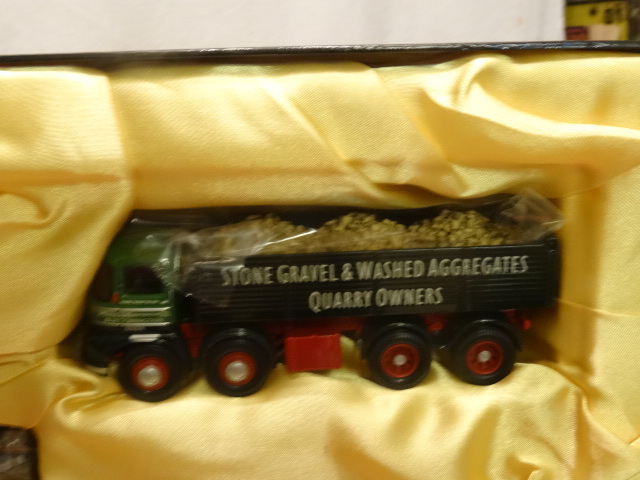 STONE GRAVEL & WASHED AGGREGATES
QUARRY OWNERS